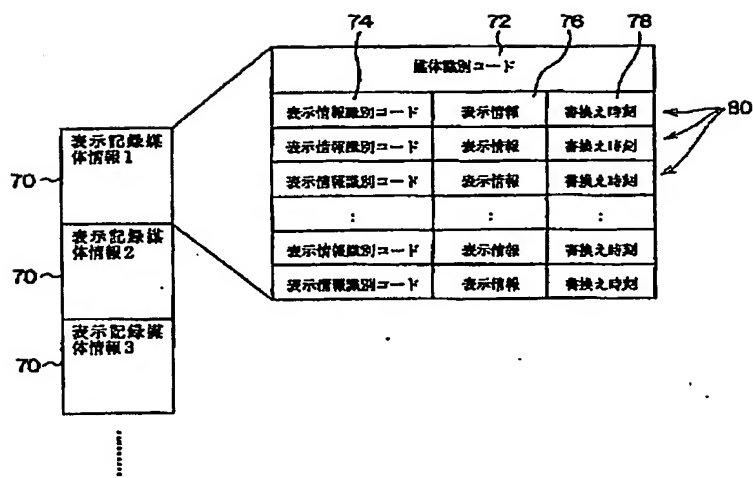 74 72 76 78
媒体識別コード
80
表示情報識別コード 表示情報 書換え時刻
表示情報識別コード 表示情報 書換え時刻
表示情報識別コード 表示情報 書換え時刻
: : :
表示情報識別コード 表示情報 書換え時刻
表示情報識別コード 表示情報 書換え時刻
表示記録媒
体情報1
70
表示記録媒
体情報2
70
表示記録媒
体情報3
70